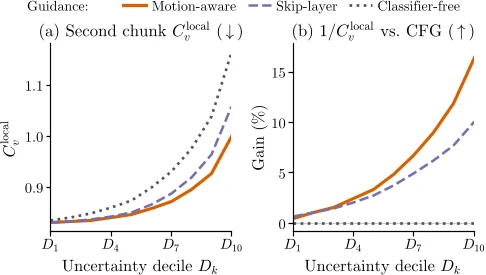 Guidance: Motion-aware Skip-layer Classifier-free
(a) Second chunk C_v^local (↓)
1.1
1.0
0.9
C_v^local
D1 D4 D7 D10
Uncertainty decile D_k
(b) 1/C_v^local vs. CFG (↑)
15
10
5
0
Gain (%)
D1 D4 D7 D10
Uncertainty decile D_k